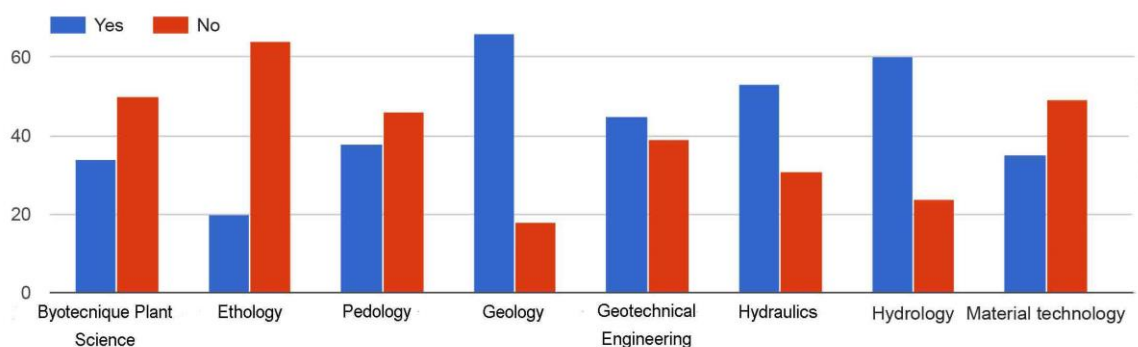 Yes No
60
40
20
0
Byotecnique Plant Science
Ethology
Pedology
Geology
Geotechnical Engineering
Hydraulics
Hydrology
Material technology